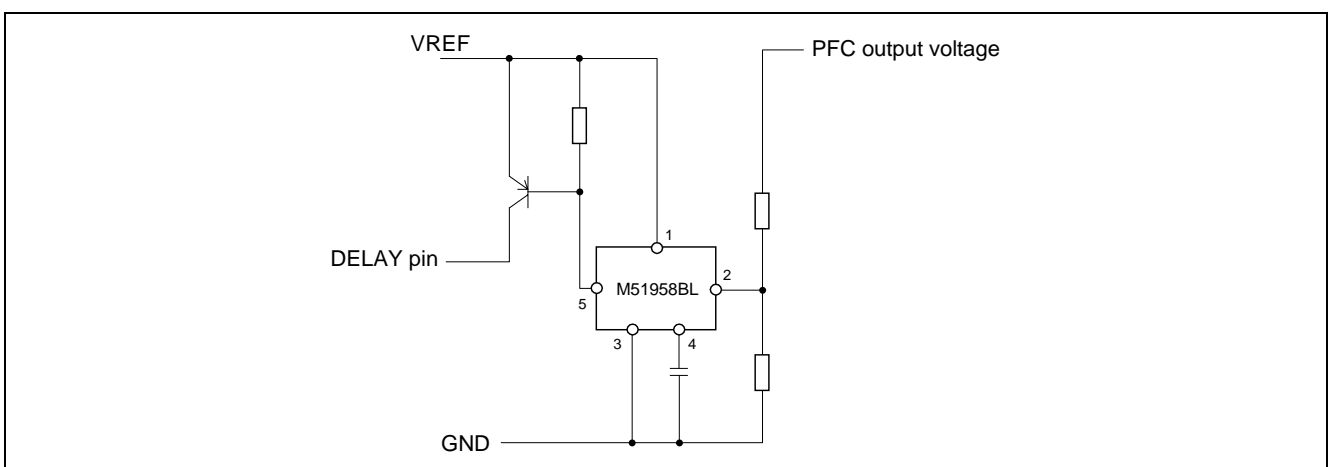 VREF
PFC output voltage
1
DELAY pin
2
M51958BL
5
3
4
GND